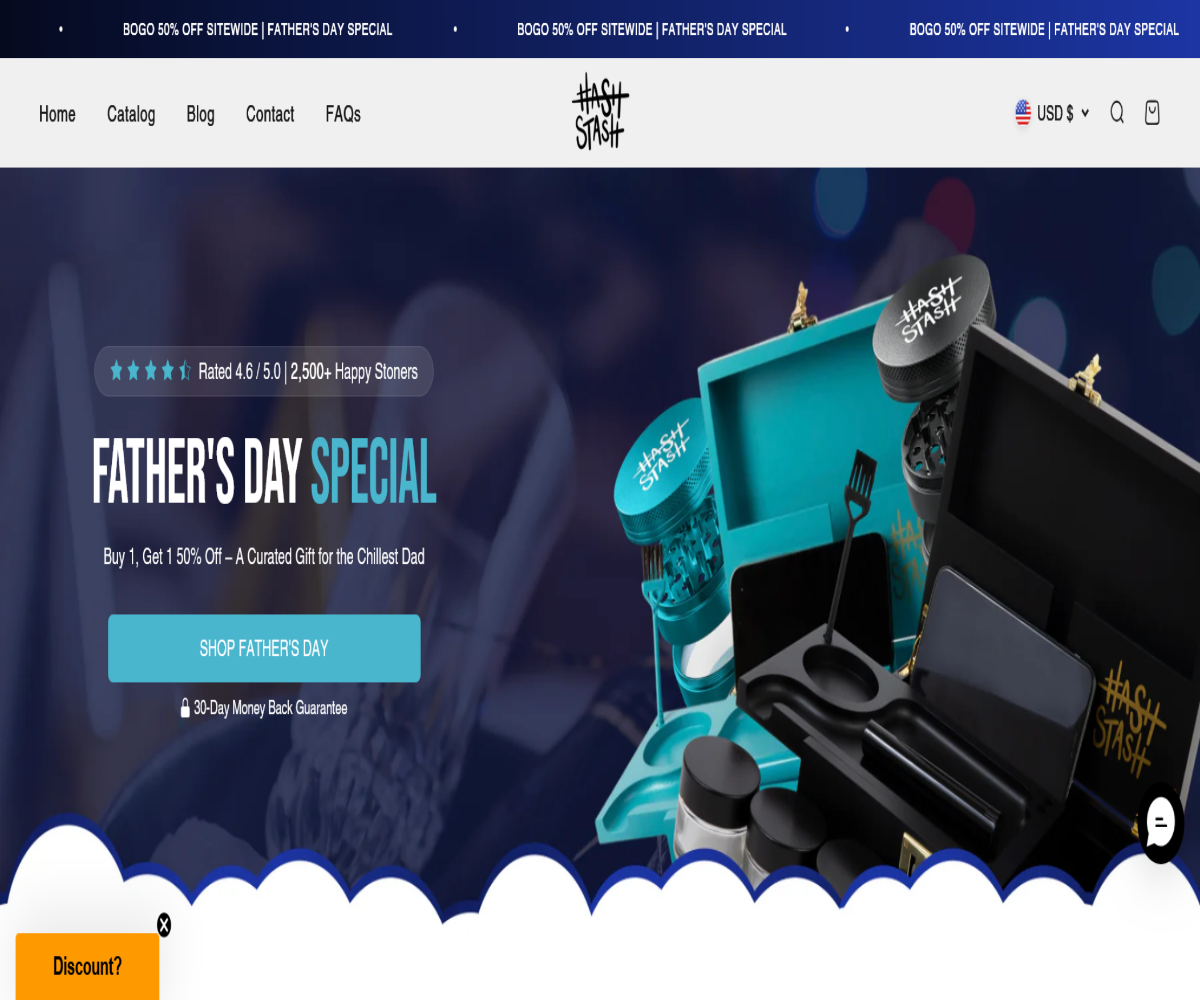 • BOGO 50% OFF SITEWIDE | FATHER'S DAY SPECIAL • BOGO 50% OFF SITEWIDE | FATHER'S DAY SPECIAL • BOGO 50% OFF SITEWIDE | FATHER'S DAY SPECIAL
Home Catalog Blog Contact FAQs
HASH
STASH
USD $
Rated 4.6 / 5.0 | 2,500+ Happy Stoners
FATHER'S DAY SPECIAL
Buy 1, Get 1 50% Off – A Curated Gift for the Chillest Dad
SHOP FATHER'S DAY
30-Day Money Back Guarantee
HASH
STASH
HASH
STASH
HASH
STASH
X
Discount?